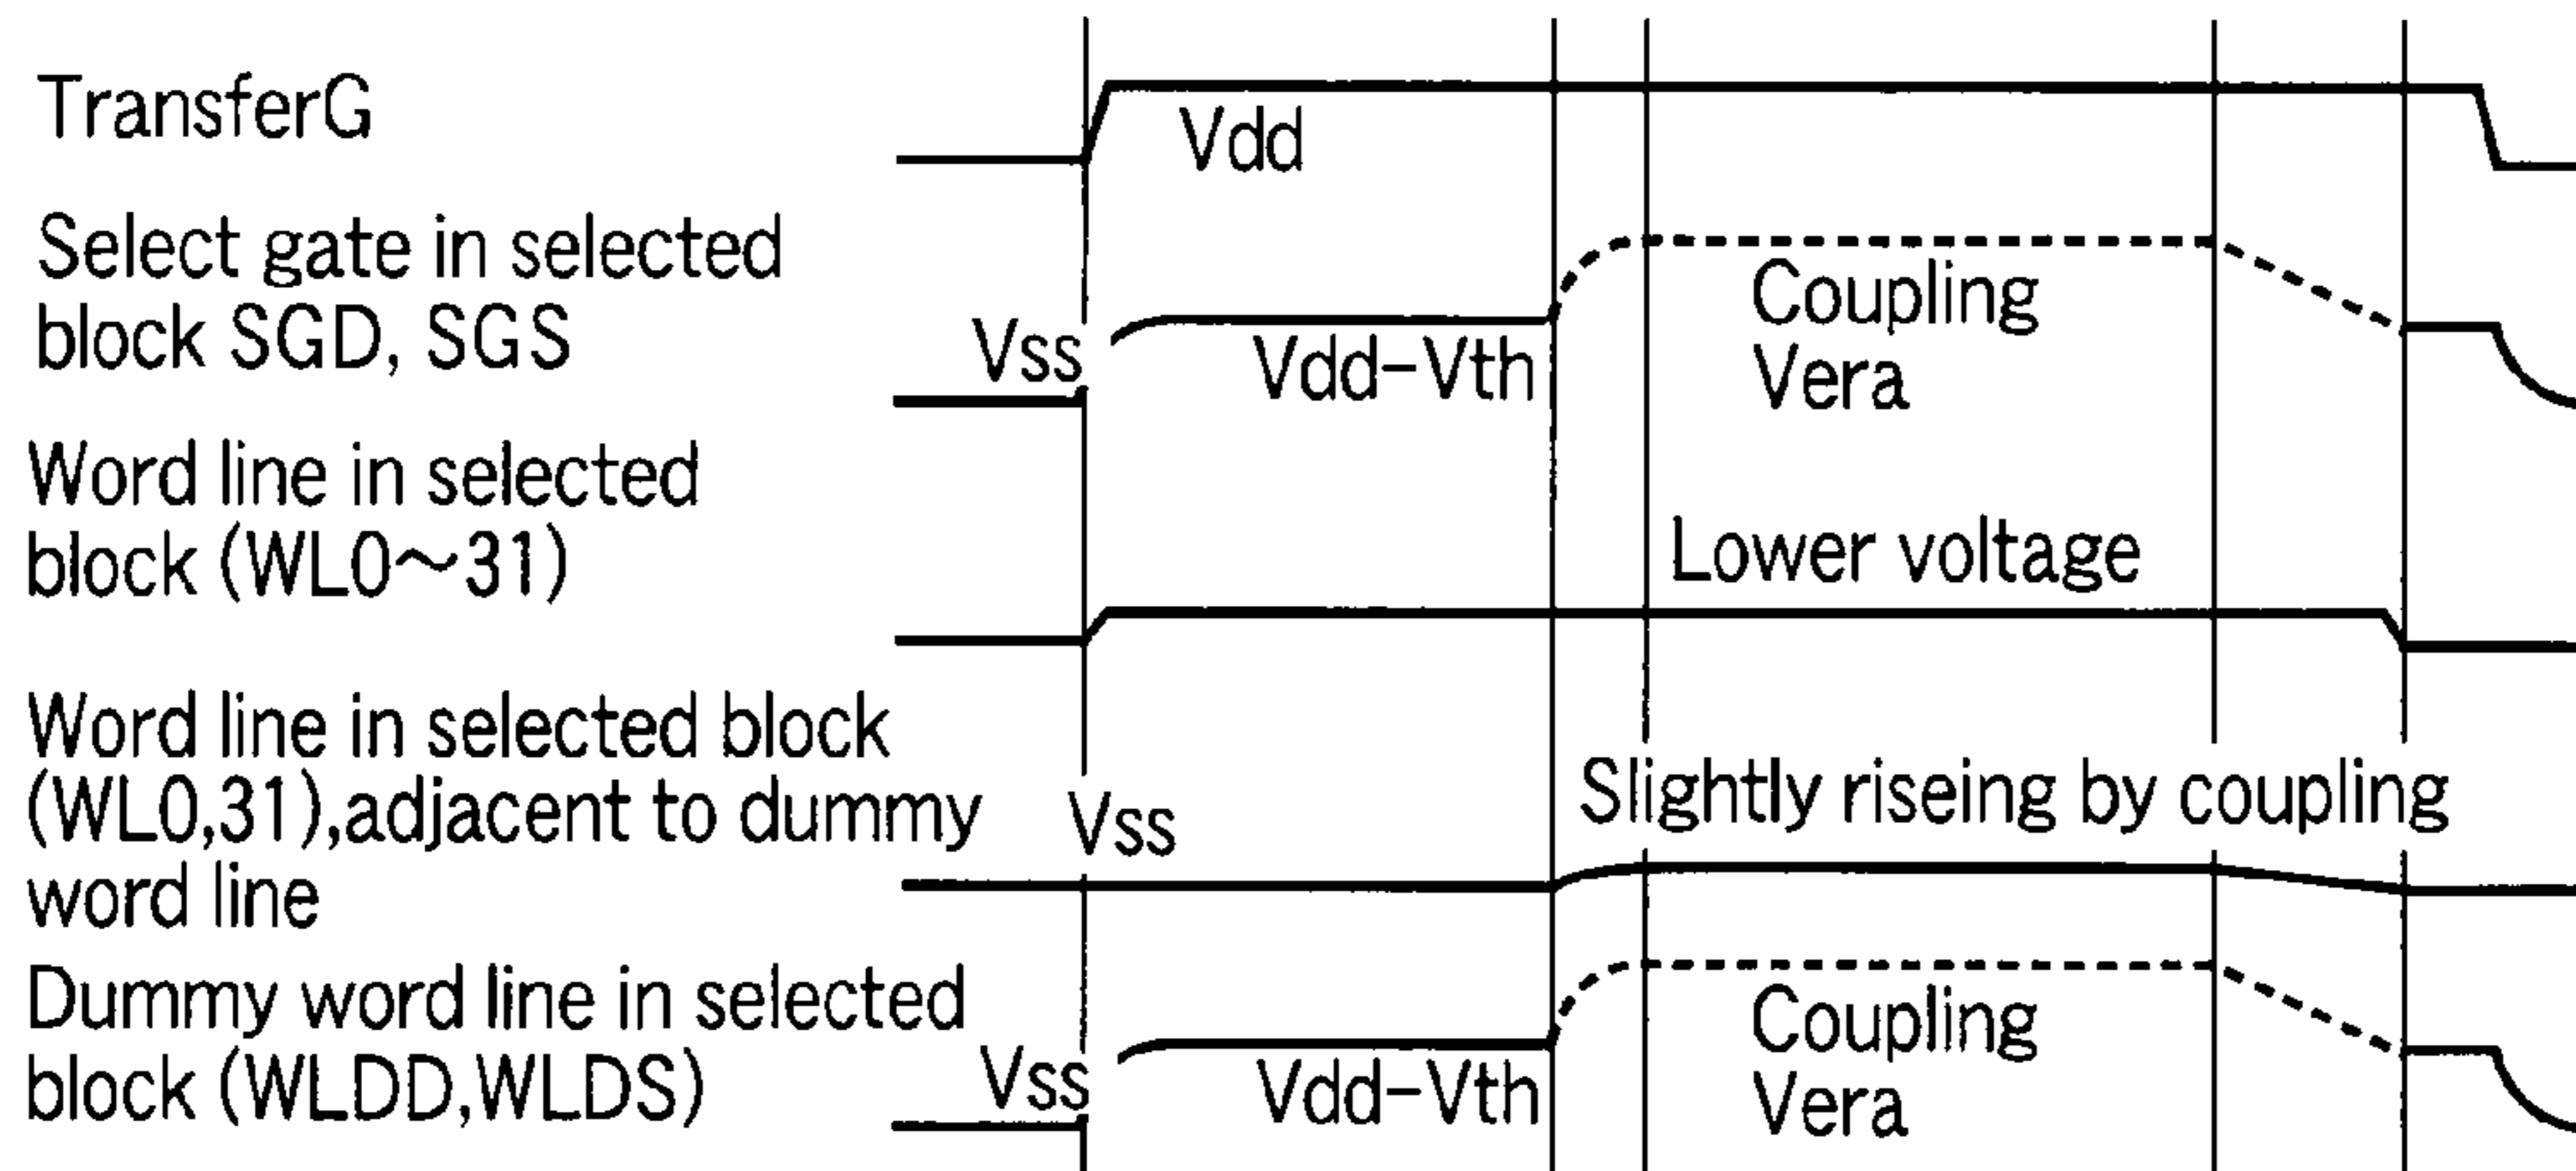 TransferG
Vdd
Select gate in selected
block SGD, SGS
Vss
Vdd-Vth
Coupling
Vera
Word line in selected
block (WL0~31)
Lower voltage
Word line in selected block
(WL0,31),adjacent to dummy
word line
Vss
Slightly riseing by coupling
Dummy word line in selected
block (WLDD,WLDS)
Vss
Vdd-Vth
Coupling
Vera